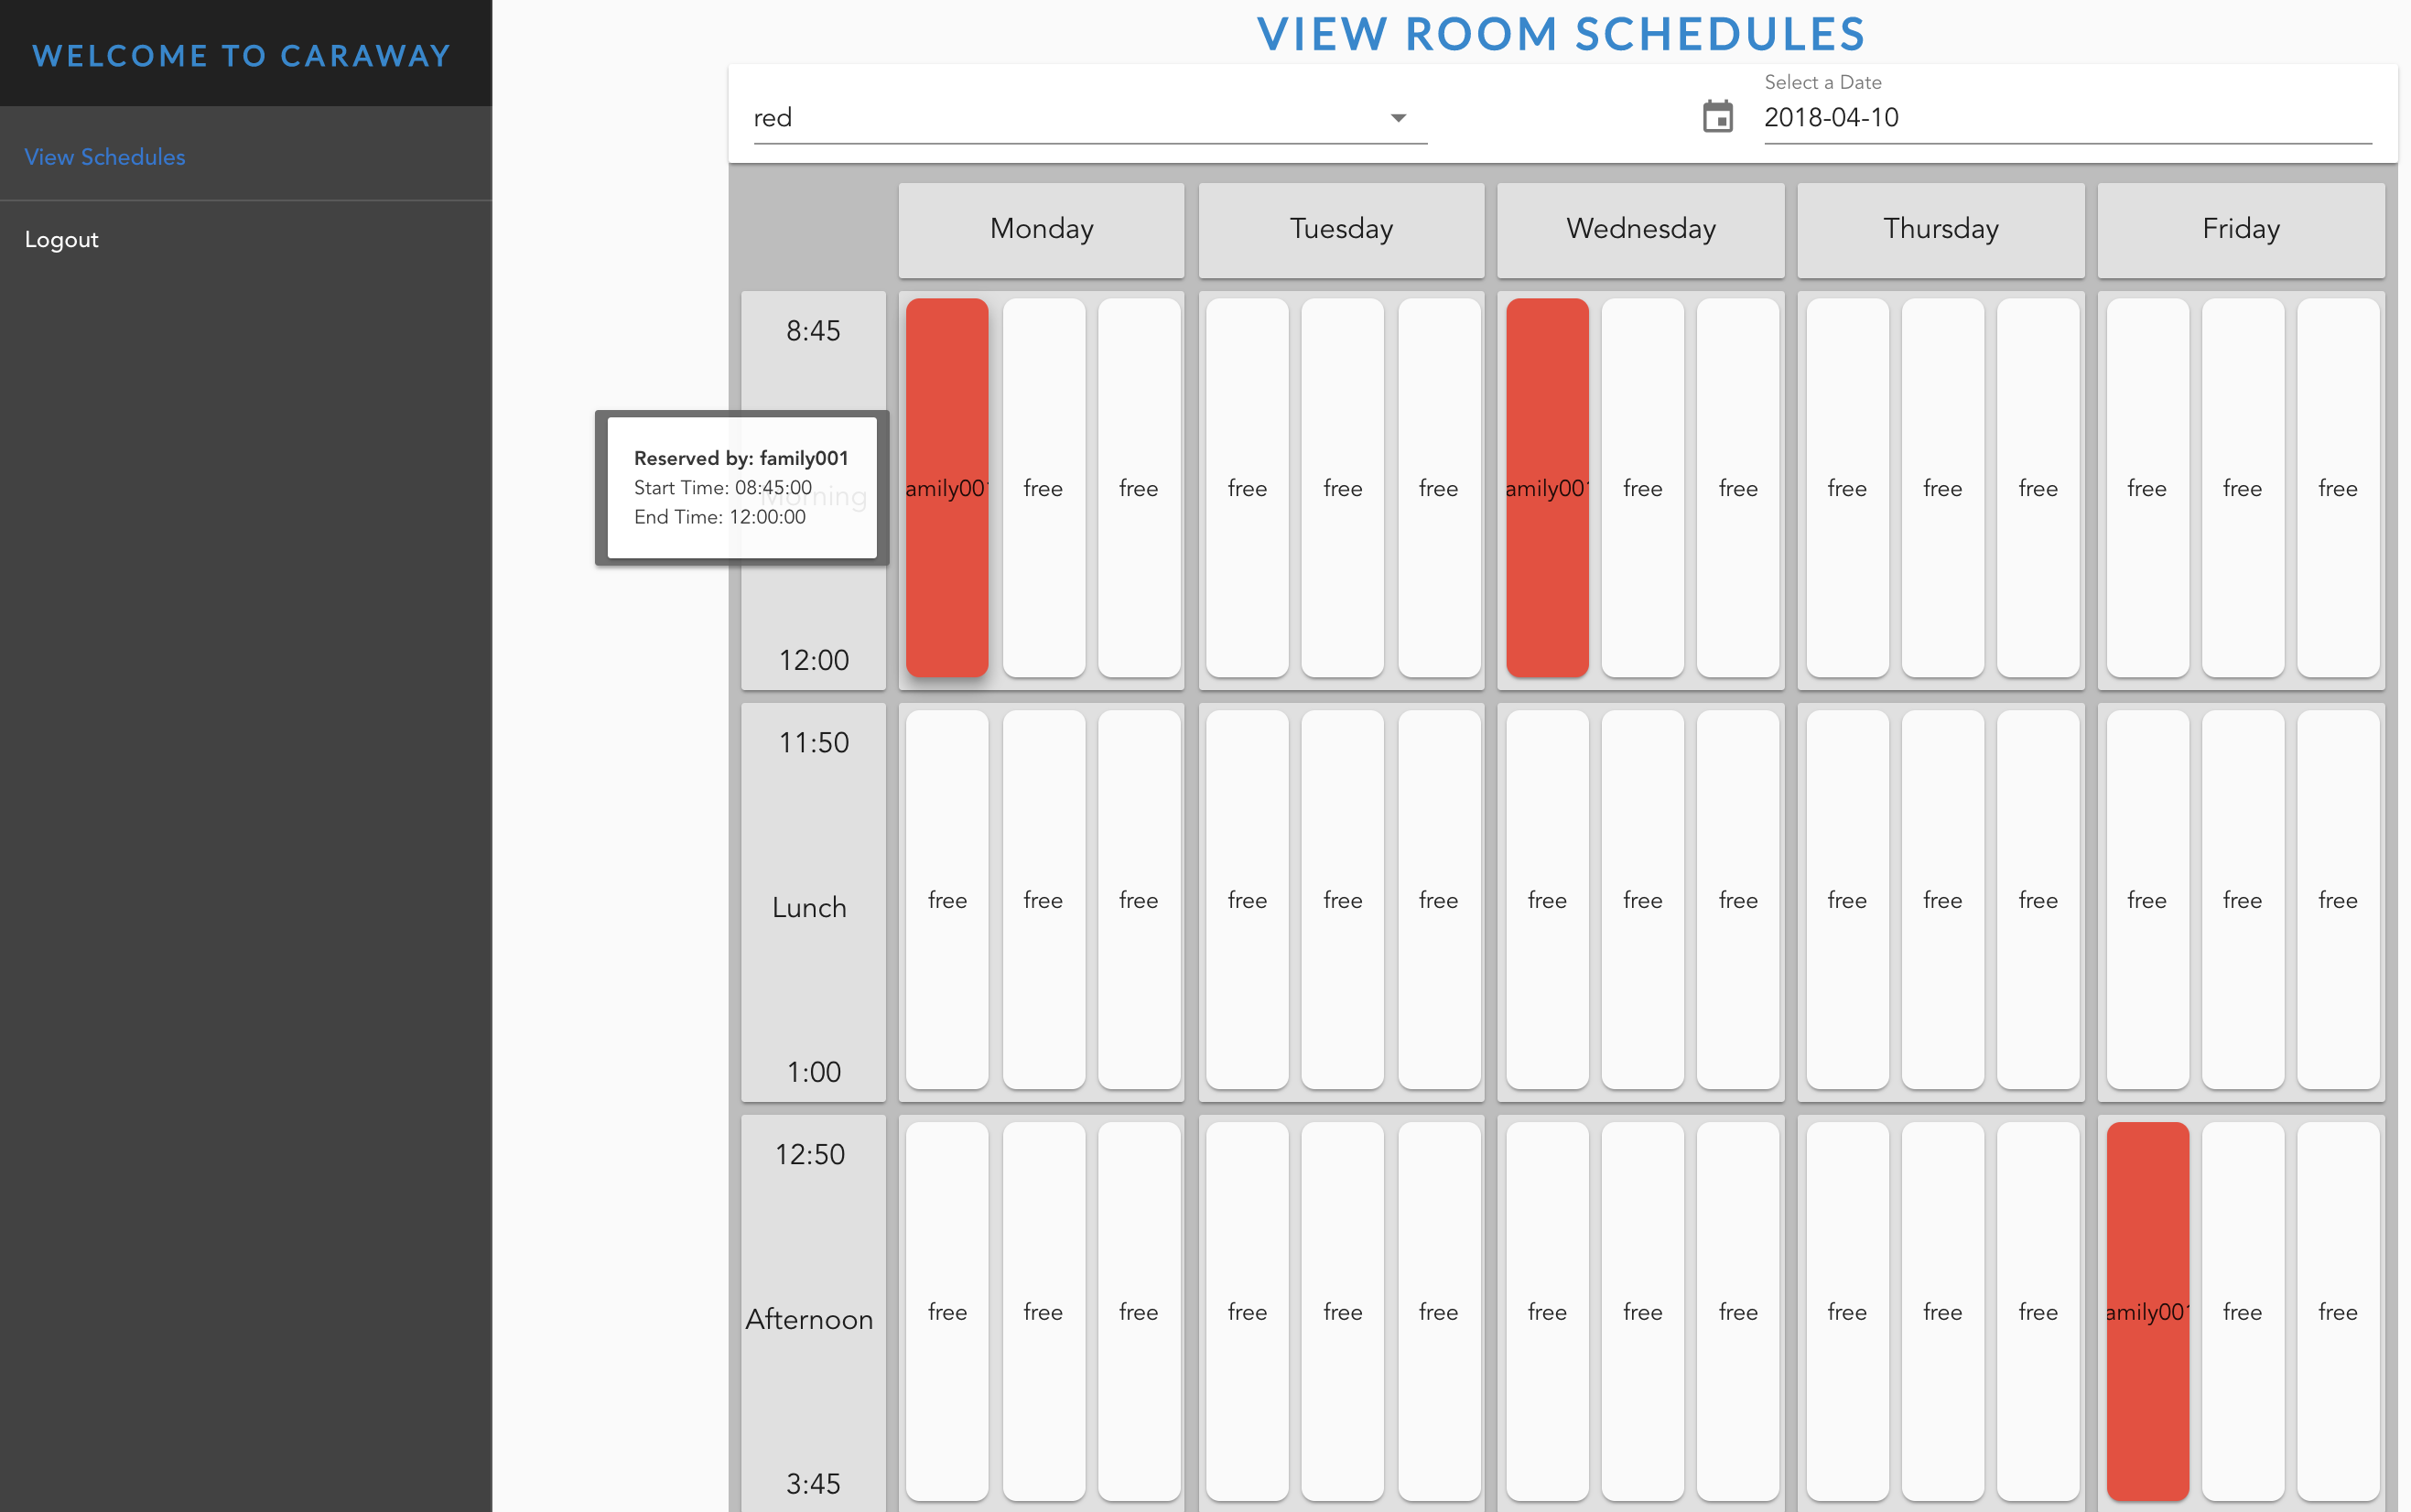 WELCOME TO CARAWAY
View Schedules
Logout
VIEW ROOM SCHEDULES
red
Select a Date
2018-04-10
Monday Tuesday Wednesday Thursday Friday
8:45
Reserved by: family001
Start Time: 08:45:00
End Time: 12:00:00
Morning
amily001 free free free free free amily001 free free free free free free free free
12:00
11:50
Lunch
free free free free free free free free free free free free free free free
1:00
12:50
Afternoon
free free free free free free free free free free free free amily001 free free
3:45